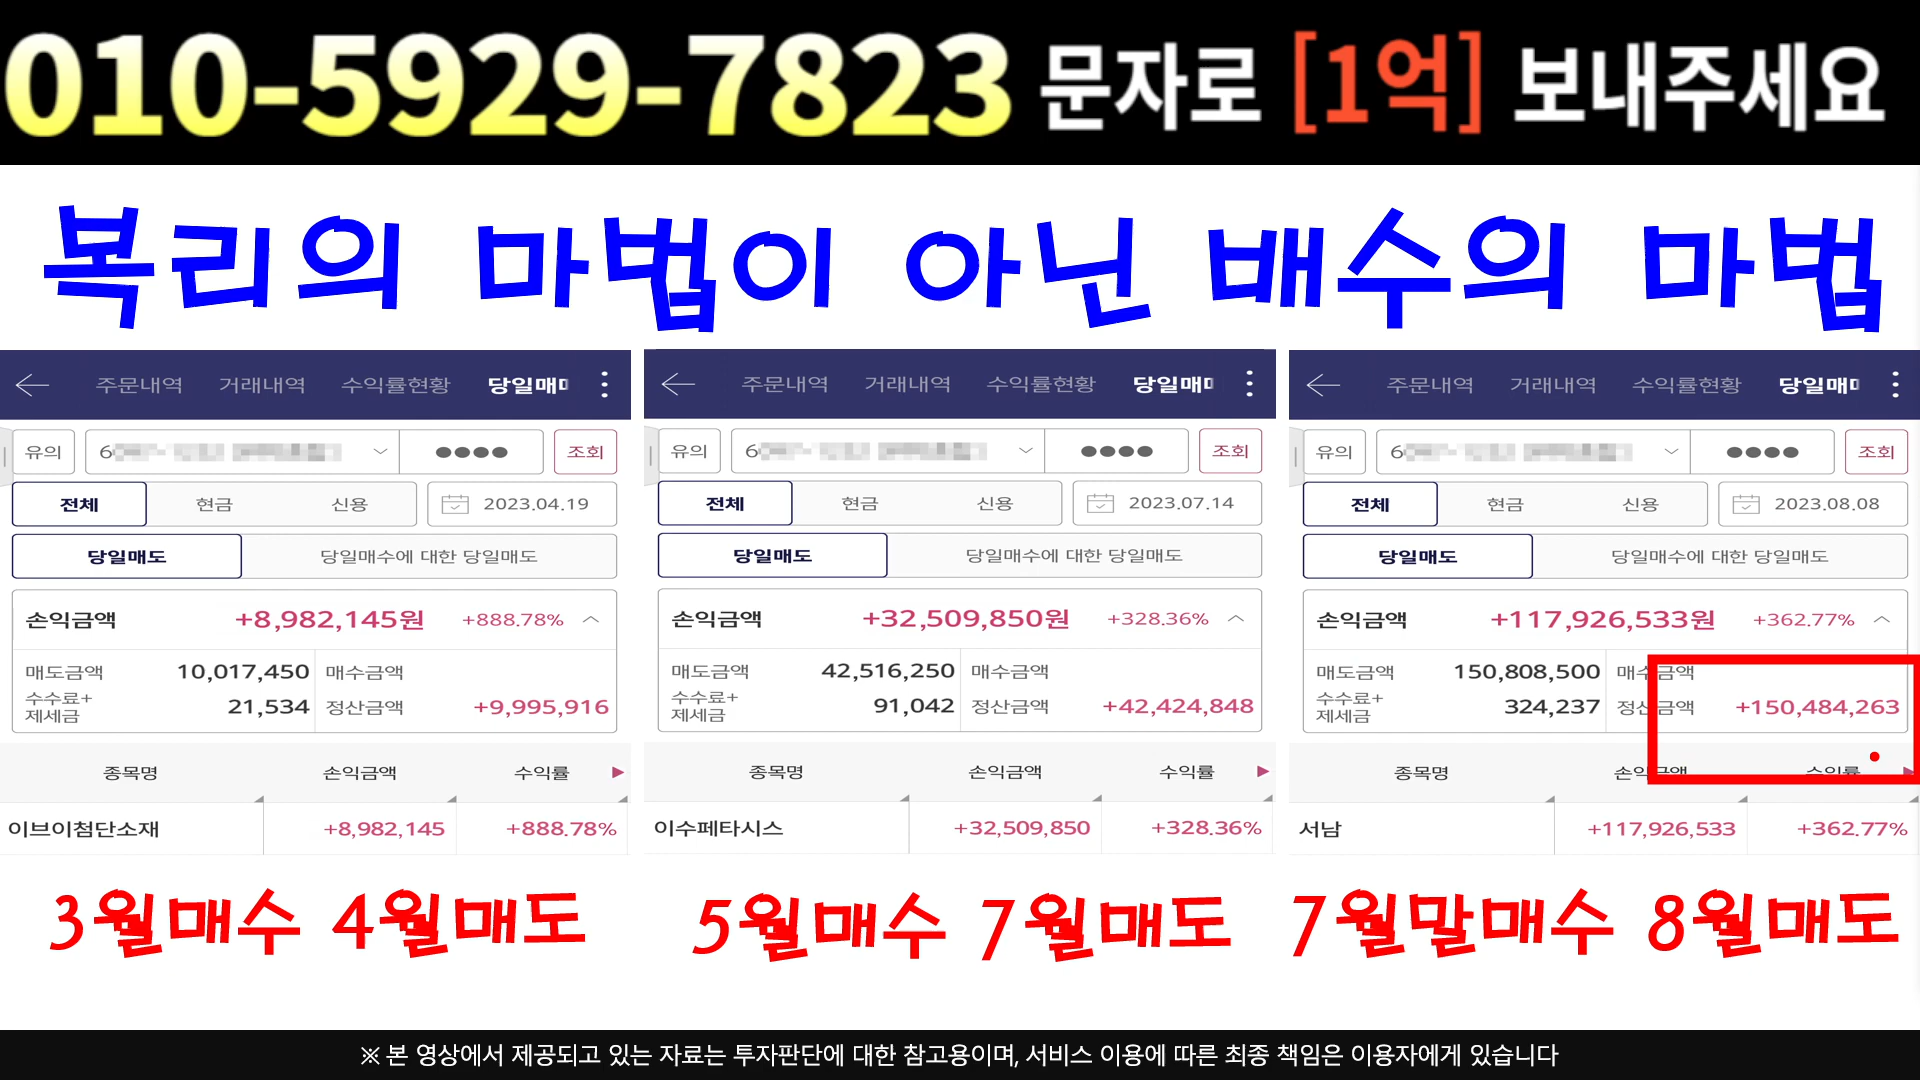 010-5929-7823 문자로 [1억] 보내주세요
복리의 마법이 아닌 배수의 마법
주문내역 거래내역 수익률현황 당일매
유의 6 ●●●● 조회
전체 현금 신용 2023.04.19
당일매도 당일매수에 대한 당일매도
손익금액 +8,982,145원 +888.78%
매도금액 10,017,450 매수금액
수수료+
제세금 21,534 정산금액 +9,995,916
종목명 손익금액 수익률
이브이첨단소재 +8,982,145 +888.78%
3월매수 4월매도
주문내역 거래내역 수익률현황 당일매
유의 6 ●●●● 조회
전체 현금 신용 2023.07.14
당일매도 당일매수에 대한 당일매도
손익금액 +32,509,850원 +328.36%
매도금액 42,516,250 매수금액
수수료+
제세금 91,042 정산금액 +42,424,848
종목명 손익금액 수익률
이수페타시스 +32,509,850 +328.36%
5월매수 7월매도
주문내역 거래내역 수익률현황 당일매
유의 6 ●●●● 조회
전체 현금 신용 2023.08.08
당일매도 당일매수에 대한 당일매도
손익금액 +117,926,533원 +362.77%
매도금액 150,808,500 매수금액
수수료+
제세금 324,237 정산금액 +150,484,263
종목명 손익금액 수익률
서남 +117,926,533 +362.77%
7월말매수 8월매도
※ 본 영상에서 제공되고 있는 자료는 투자판단에 대한 참고용이며, 서비스 이용에 따른 최종 책임은 이용자에게 있습니다